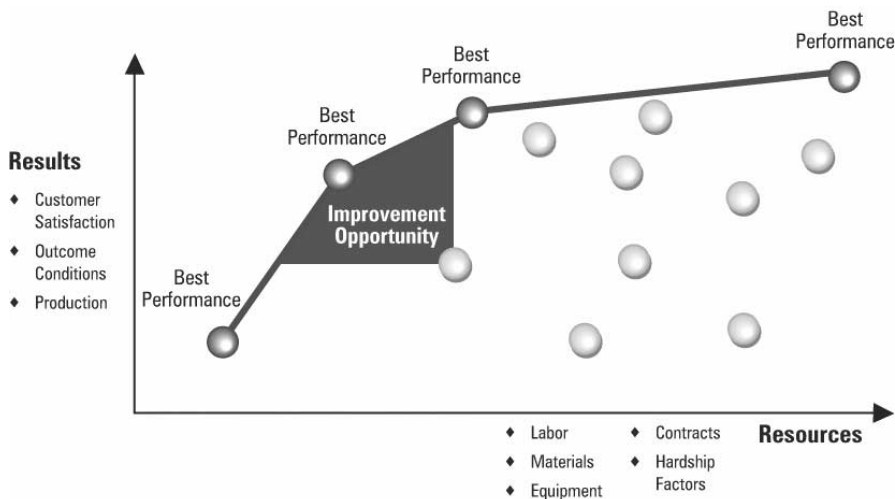 Best
Performance
Best
Performance
Best
Performance
Results
♦ Customer
Satisfaction
♦ Outcome
Conditions
♦ Production
Improvement
Opportunity
Best
Performance
Resources
♦ Labor
♦ Materials
♦ Equipment
♦ Contracts
♦ Hardship
Factors